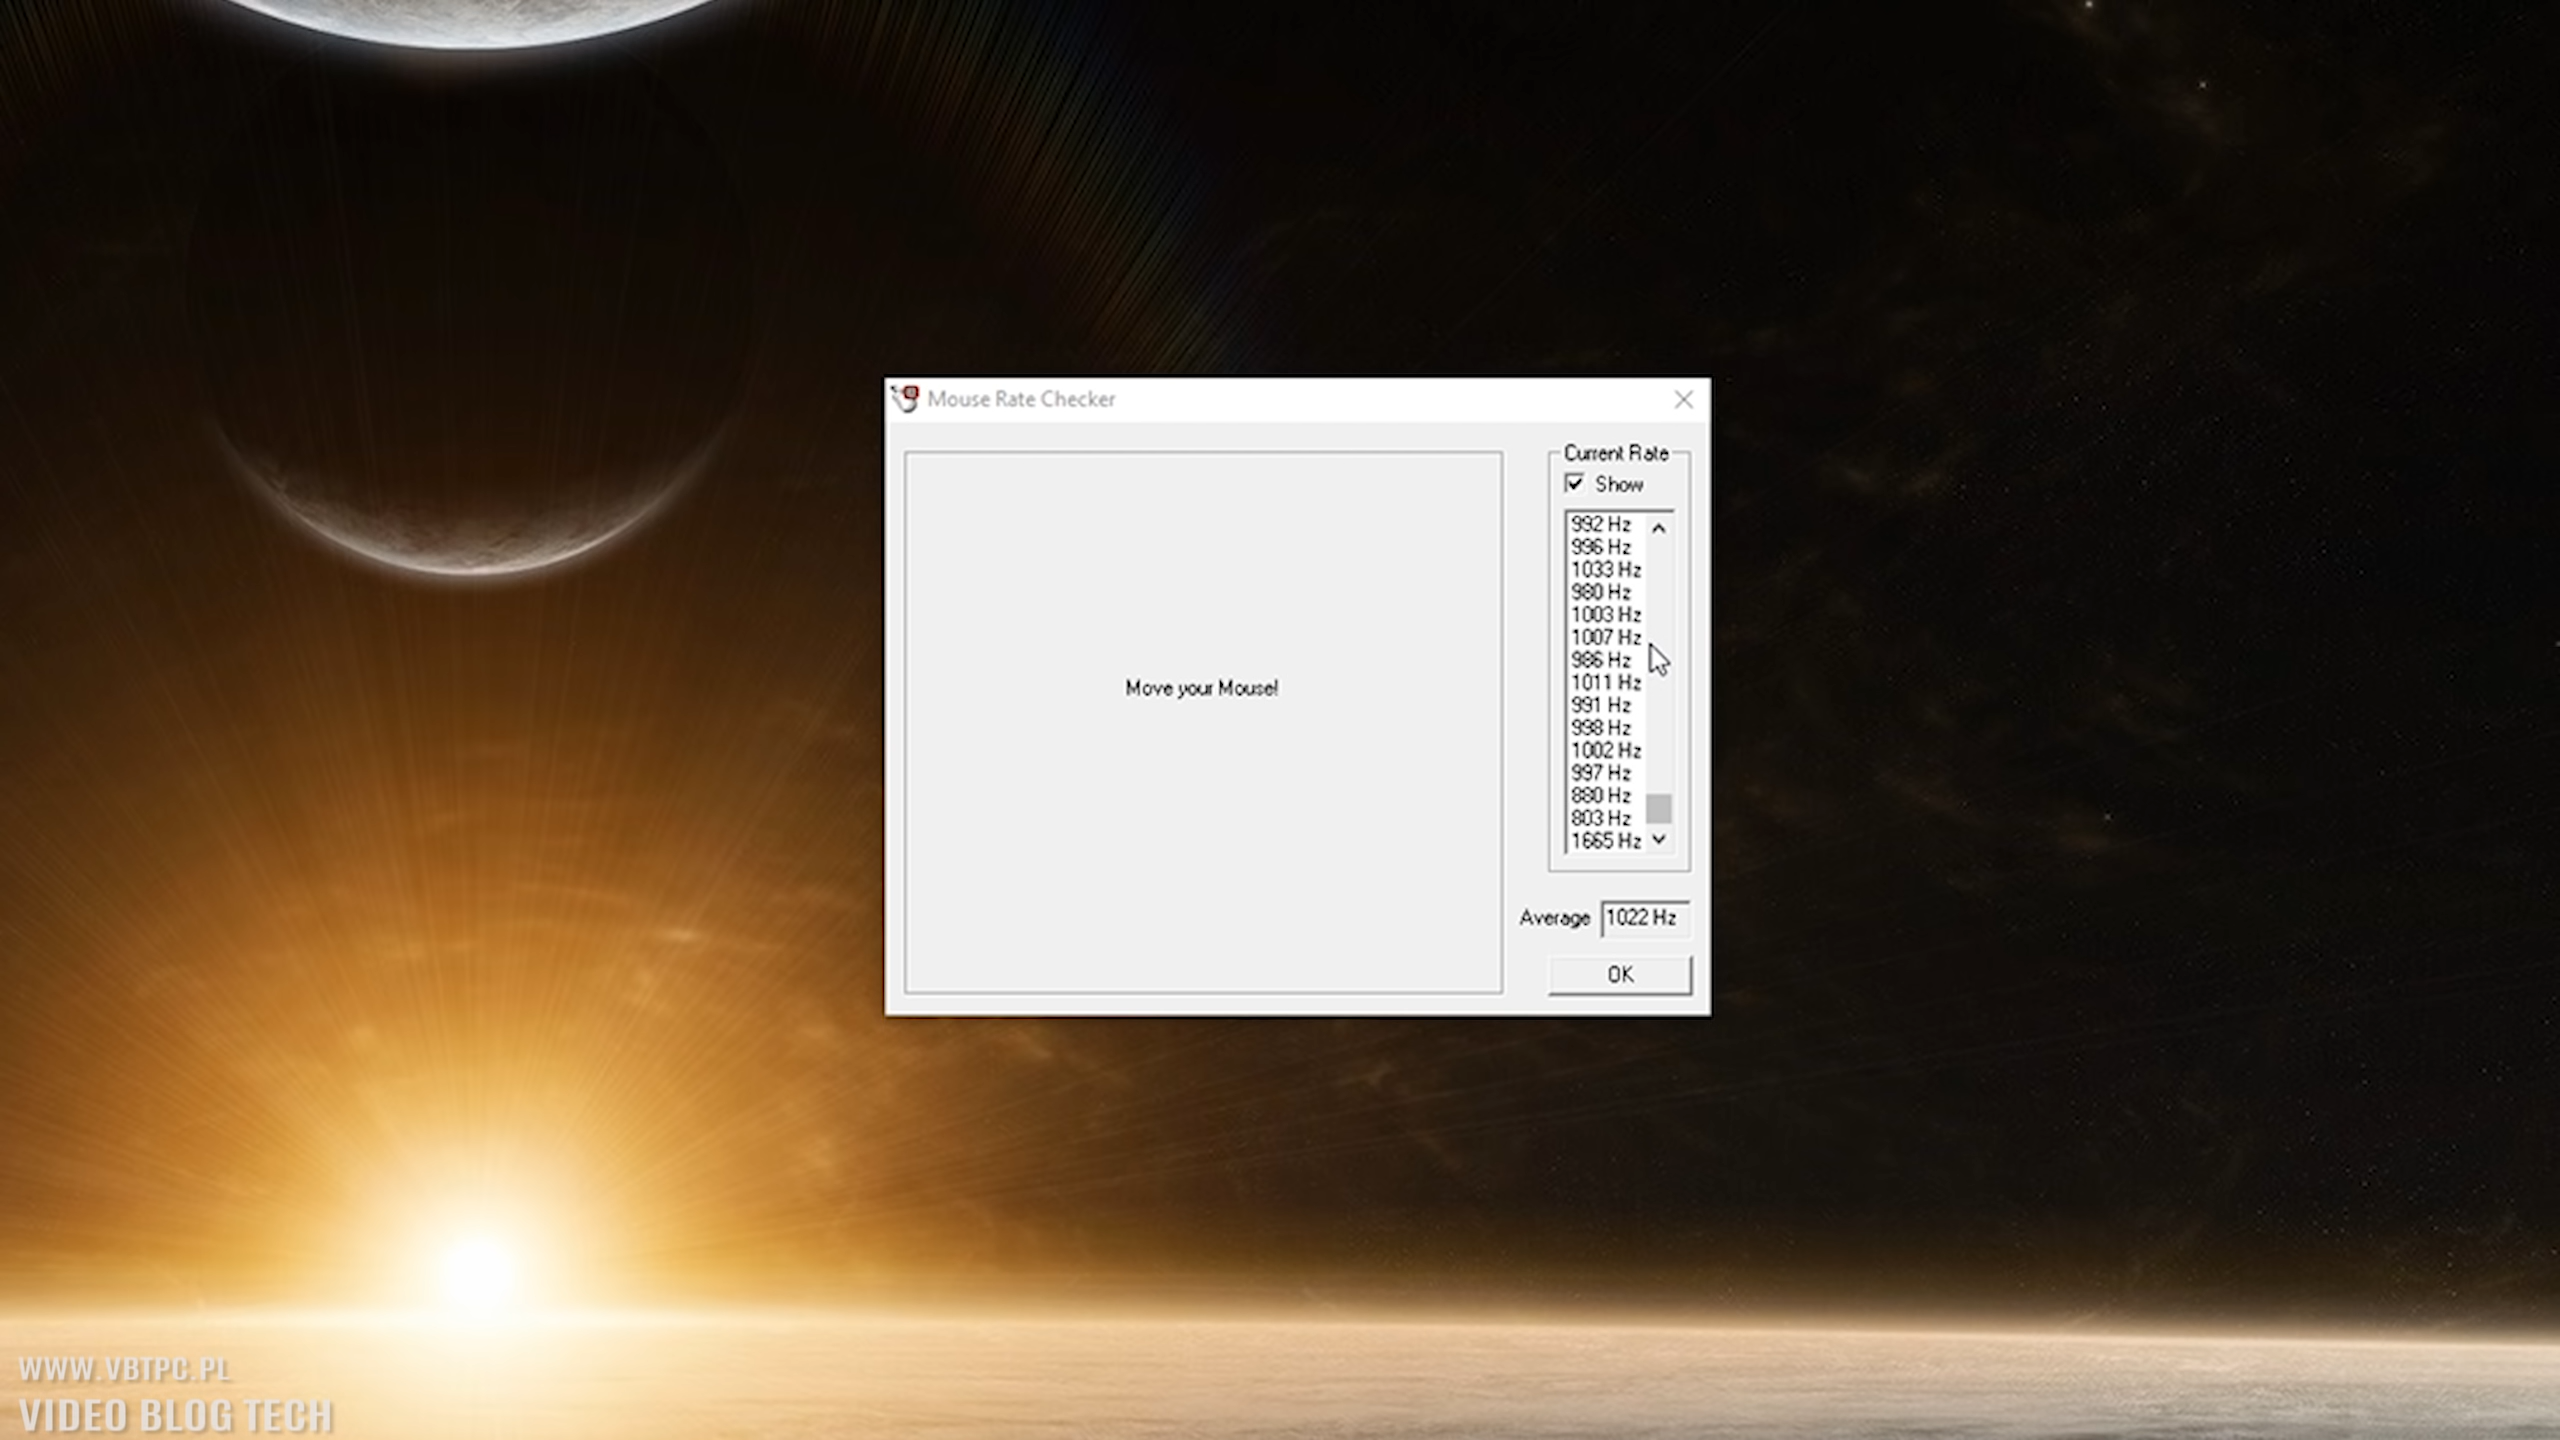 Mouse Rate Checker
Current Rate
Show
992 Hz
996 Hz
1033 Hz
980 Hz
1003 Hz
1007 Hz
986 Hz
1011 Hz
991 Hz
998 Hz
1002 Hz
997 Hz
880 Hz
803 Hz
1665 Hz
Move your Mouse!
Average 1022 Hz
OK
WWW.VBTPC.PL
VIDEO BLOG TECH